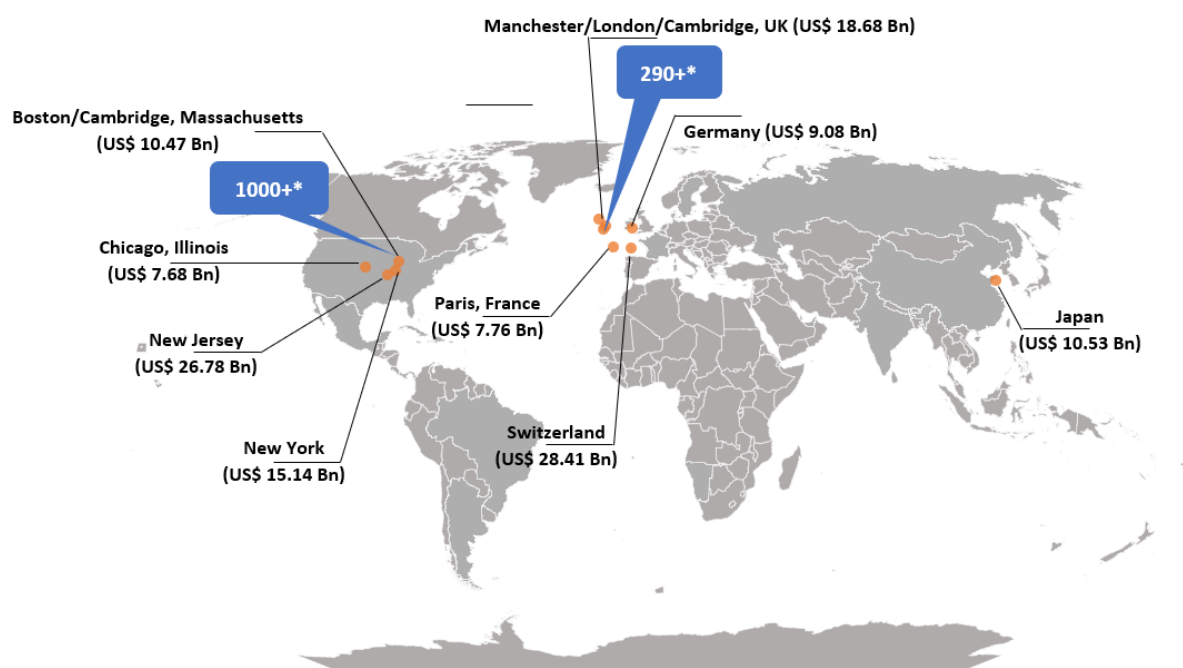 Manchester/London/Cambridge, UK (US$ 18.68 Bn)
290+*
Boston/Cambridge, Massachusetts
(US$ 10.47 Bn)
Germany (US$ 9.08 Bn)
1000+*
Chicago, Illinois
(US$ 7.68 Bn)
Paris, France
(US$ 7.76 Bn)
Japan
(US$ 10.53 Bn)
New Jersey
(US$ 26.78 Bn)
Switzerland
(US$ 28.41 Bn)
New York
(US$ 15.14 Bn)